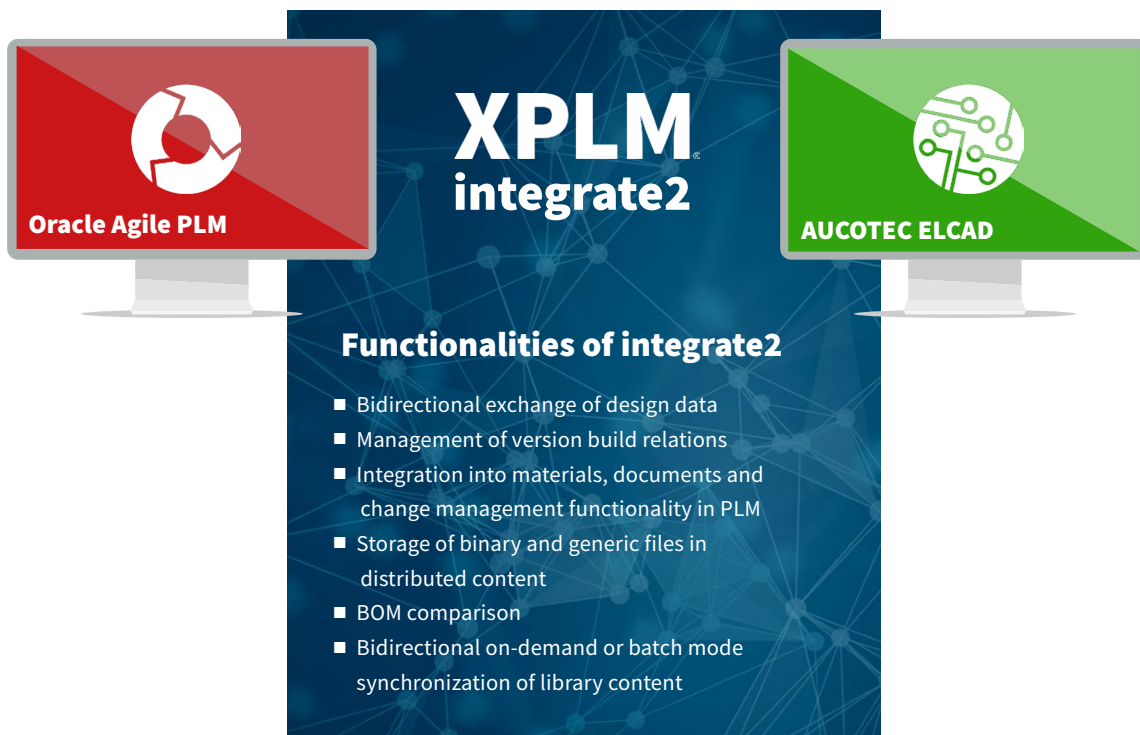 XPLM®
integrate2
Oracle Agile PLM
AUCOTEC ELCAD
Functionalities of integrate2
■ Bidirectional exchange of design data
■ Management of version build relations
■ Integration into materials, documents and
change management functionality in PLM
■ Storage of binary and generic files in
distributed content
■ BOM comparison
■ Bidirectional on-demand or batch mode
synchronization of library content